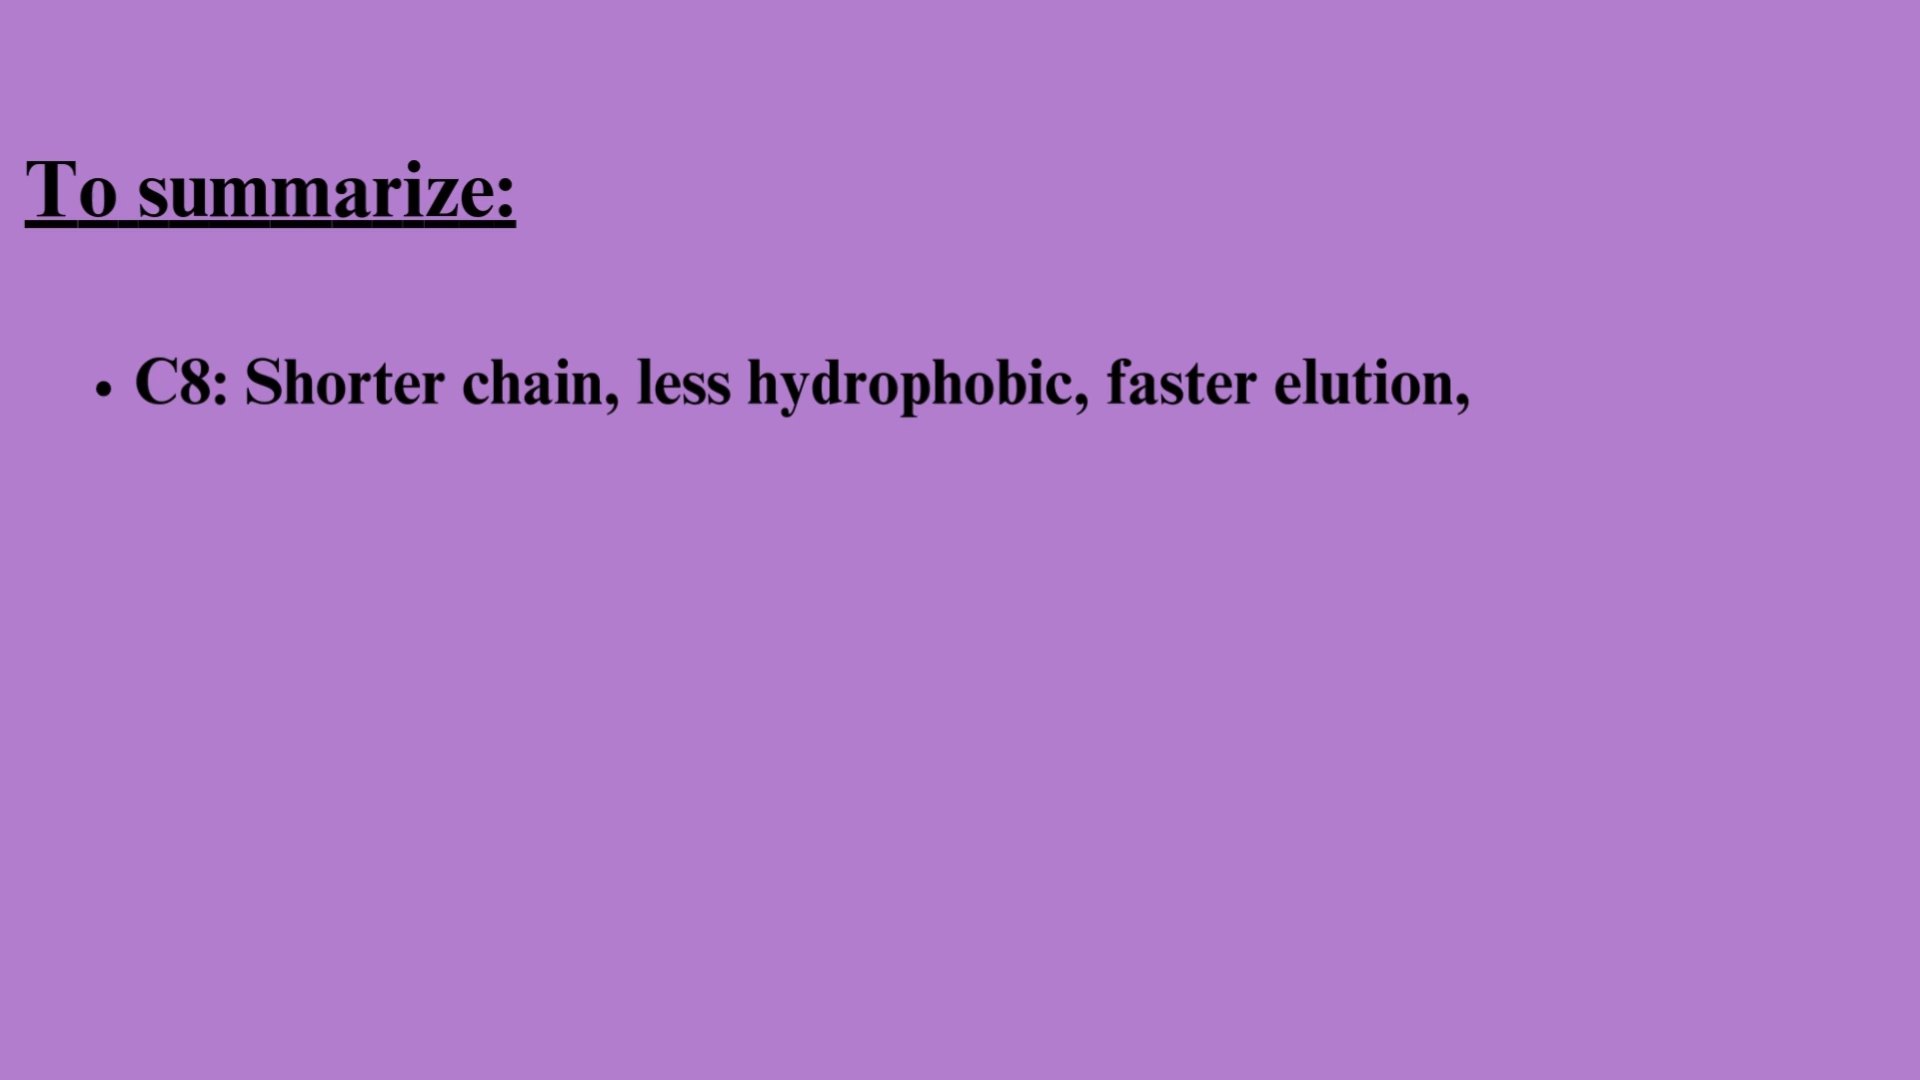 To summarize:
• C8: Shorter chain, less hydrophobic, faster elution,